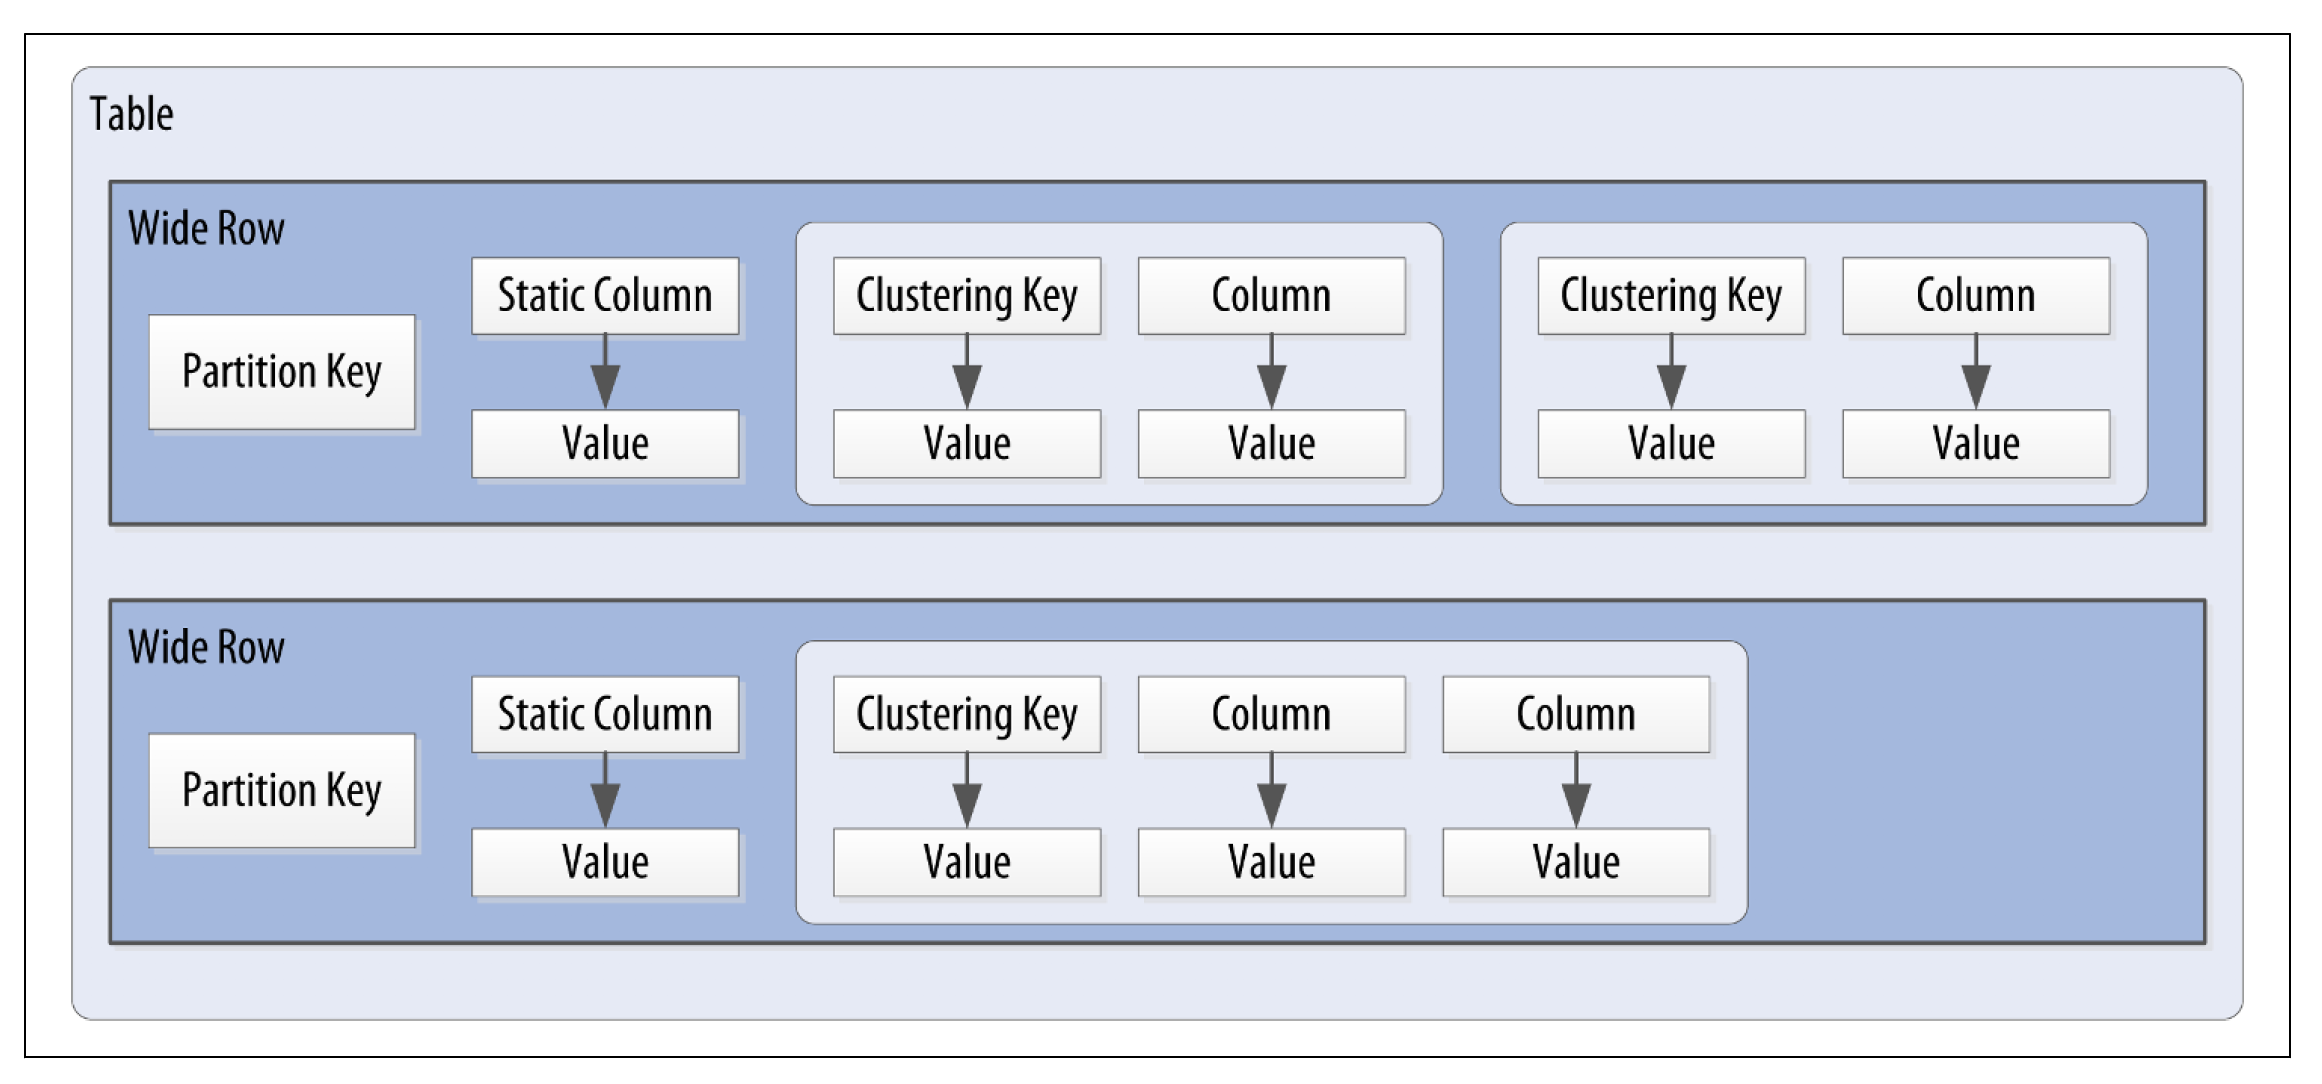 Table
Wide Row
Static Column
Clustering Key
Column
Clustering Key
Column
Partition Key
Value
Value
Value
Value
Value
Wide Row
Static Column
Clustering Key
Column
Column
Partition Key
Value
Value
Value
Value